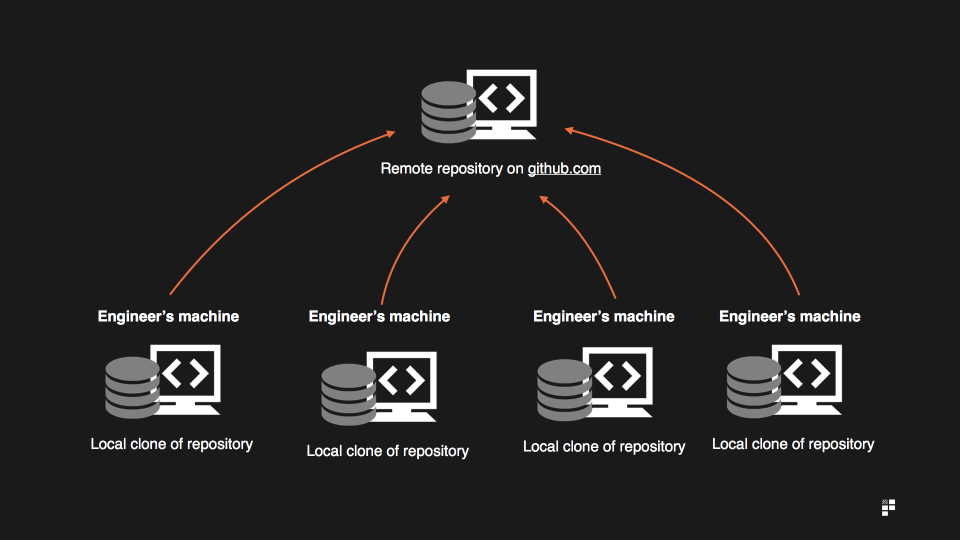 Remote repository on github.com
Engineer’s machine
Engineer’s machine
Engineer’s machine
Engineer’s machine
Local clone of repository
Local clone of repository
Local clone of repository
Local clone of repository